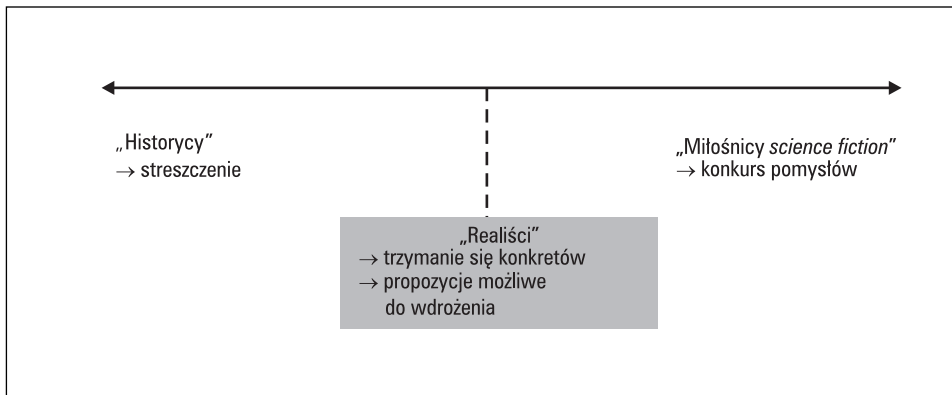 „Historycy”
→ streszczenie
„Miłośnicy science fiction”
→ konkurs pomysłów
„Realiści”
→ trzymanie się konkretów
→ propozycje możliwe
do wdrożenia